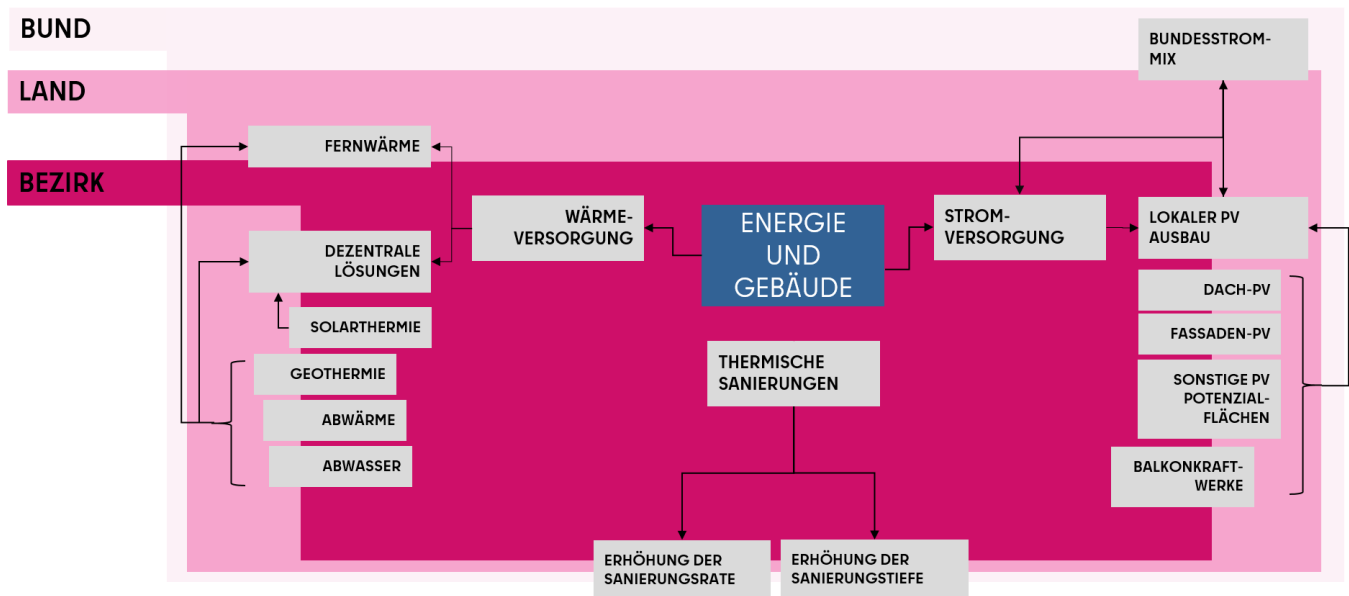 BUND
BUNDESSTROM-
MIX
LAND
FERNWÄRME
BEZIRK
WÄRME-
VERSORGUNG
ENERGIE
UND
GEBÄUDE
STROM-
VERSORGUNG
LOKALER PV
AUSBAU
DEZENTRALE
LÖSUNGEN
SOLARTHERMIE
GEOTHERMIE
ABWÄRME
ABWASSER
THERMISCHE
SANIERUNGEN
DACH-PV
FASSADEN-PV
SONSTIGE PV
POTENZIAL-
FLÄCHEN
BALKONKRAFT-
WERKE
ERHÖHUNG DER
SANIERUNGSRATE
ERHÖHUNG DER
SANIERUNGSTIEFE